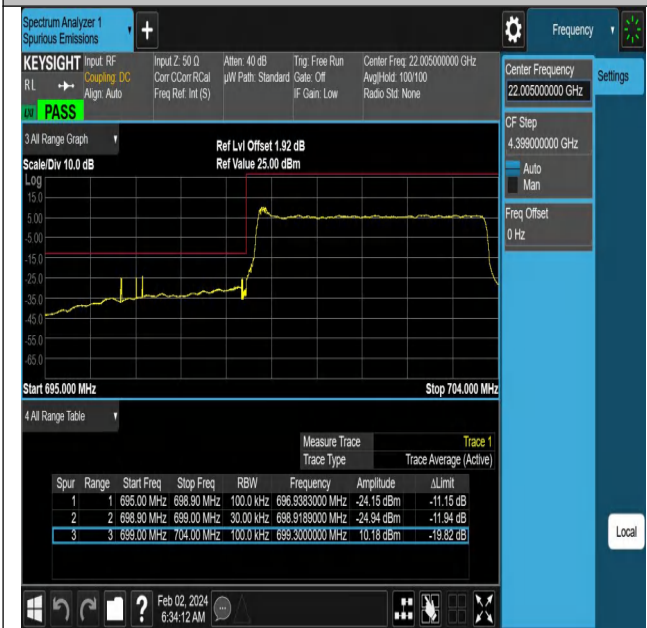 Spectrum Analyzer 1
Spurious Emissions
Frequency
KEYSIGHT
RL
Input: RF
Coupling: DC
Align: Auto
Input Z: 50 Ω
Corr CCorr RCal
Freq Ref: Int (S)
Atten: 40 dB
µW Path: Standard
Trig: Free Run
Gate: Off
IF Gain: Low
Center Freq: 22.005000000 GHz
Avg|Hold: 100/100
Radio Std: None
PASS
Center Frequency
22.005000000 GHz
Settings
CF Step
4.399000000 GHz
Auto
Man
Freq Offset
0 Hz
Local
3 All Range Graph
Scale/Div 10.0 dB
Ref Lvl Offset 1.92 dB
Ref Value 25.00 dBm
Log
15.0
5.00
-5.00
-15.0
-25.0
-35.0
-45.0
-55.0
-65.0
Start 695.000 MHz
Stop 704.000 MHz
4 All Range Table
Measure Trace Trace 1
Trace Type Trace Average (Active)
Spur Range Start Freq Stop Freq RBW Frequency Amplitude ΔLimit
1 1 695.00 MHz 698.90 MHz 100.0 kHz 696.9383000 MHz -24.15 dBm -11.15 dB
2 2 698.90 MHz 699.00 MHz 30.00 kHz 698.9189000 MHz -24.94 dBm -11.94 dB
3 3 699.00 MHz 704.00 MHz 100.0 kHz 699.3000000 MHz 10.18 dBm -19.82 dB
Feb 02, 2024
6:34:12 AM